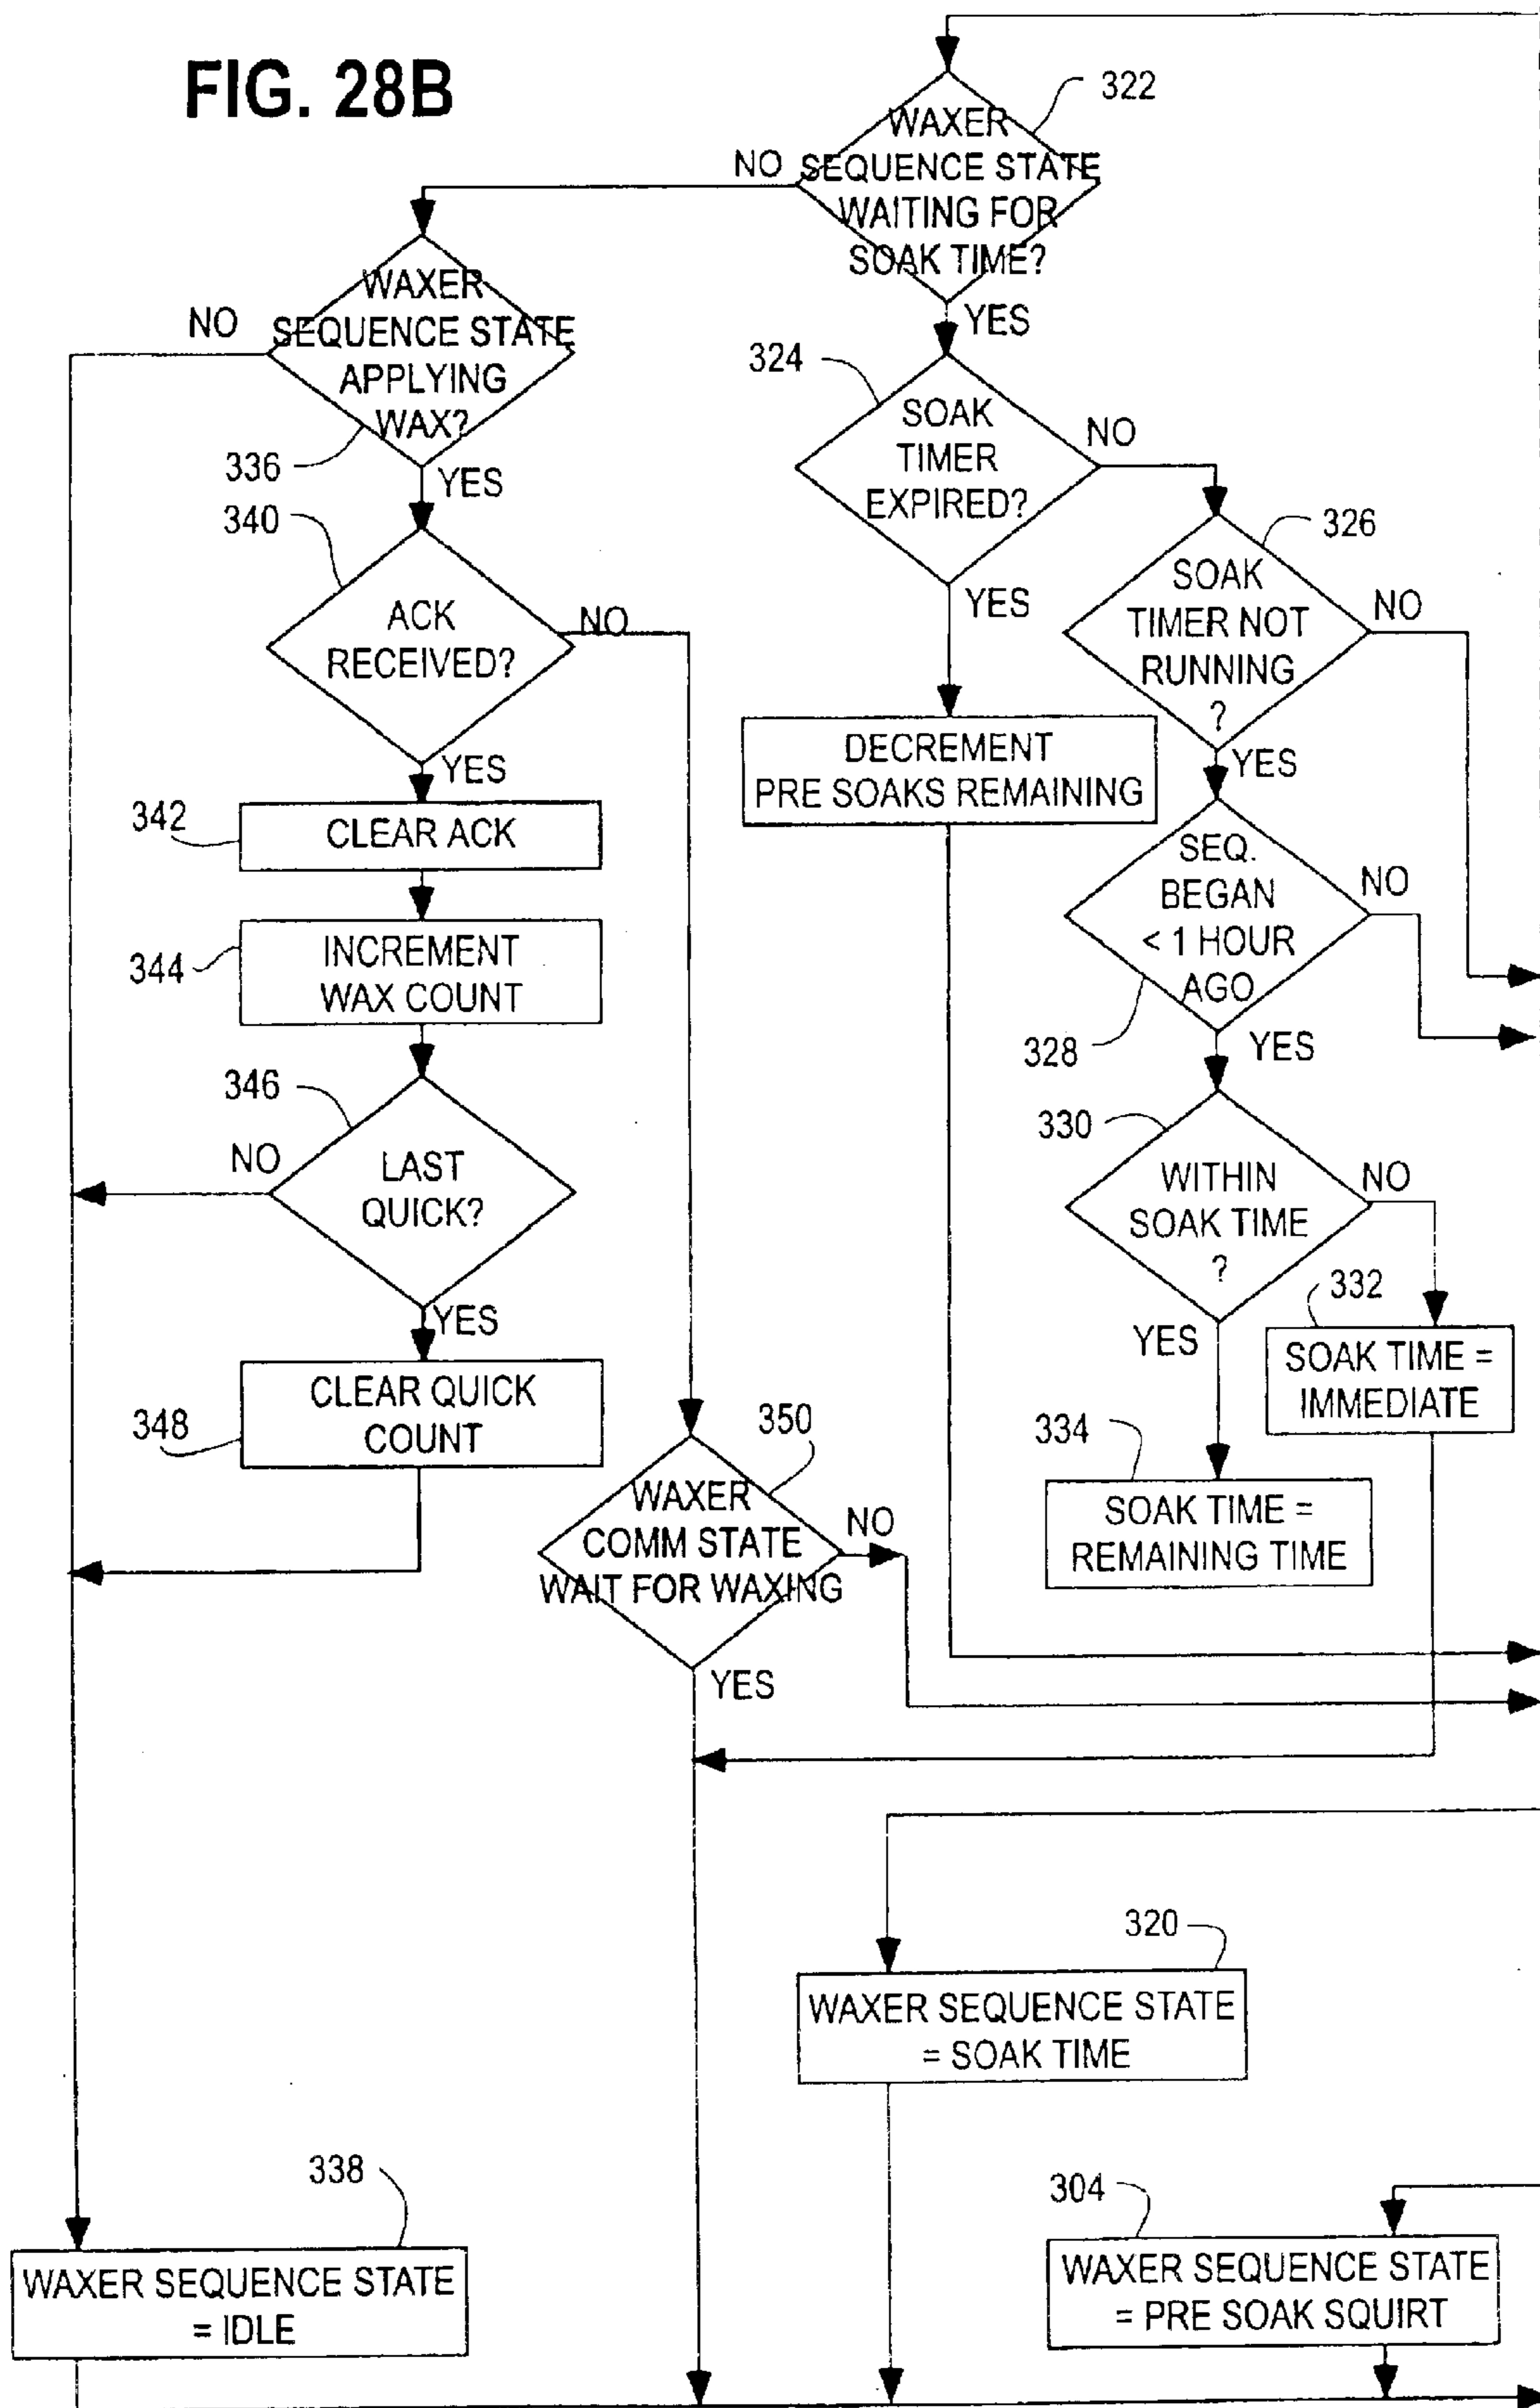 FIG. 28B
322
WAXER
SEQUENCE STATE
WAITING FOR
SOAK TIME?
NO
YES
WAXER
SEQUENCE STATE
APPLYING
WAX?
NO
336
YES
324
SOAK
TIMER
EXPIRED?
NO
YES
326
SOAK
TIMER NOT
RUNNING
?
NO
YES
340
ACK
RECEIVED?
NO
YES
DECREMENT
PRE SOAKS REMAINING
342
CLEAR ACK
SEQ.
BEGAN
< 1 HOUR
AGO
NO
328
YES
344
INCREMENT
WAX COUNT
346
LAST
QUICK?
NO
YES
330
WITHIN
SOAK TIME
?
NO
YES
332
SOAK TIME =
IMMEDIATE
348
CLEAR QUICK
COUNT
334
SOAK TIME =
REMAINING TIME
350
WAXER
COMM STATE
WAIT FOR WAXING
NO
YES
320
WAXER SEQUENCE STATE
= SOAK TIME
338
WAXER SEQUENCE STATE
= IDLE
304
WAXER SEQUENCE STATE
= PRE SOAK SQUIRT